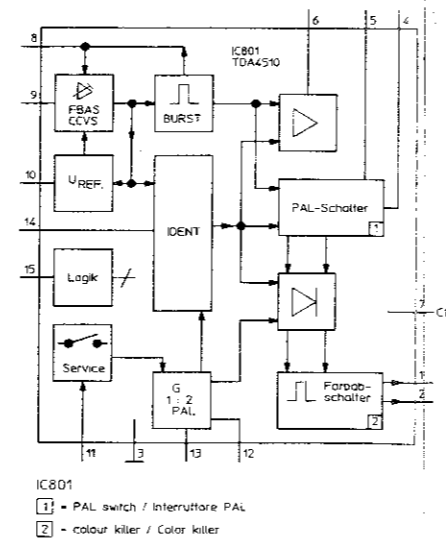 6 5 4
8
IC801
TDA4510
9
FBAS
CCVS
BURST
10
UREF.
PAL-Schalter
1
14
IDENT
15
Logik
7
Service
G
1 : 2
PAL
Farbab-
schalter
2
1
2
11 3 13 12
IC801
1 = PAL switch / Interruttore PAL
2 - colour killer / Color killer